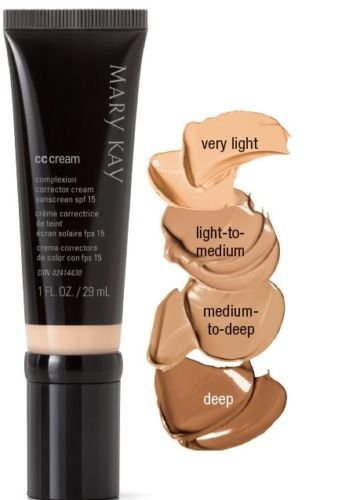 MARY KAY
cc cream
complexion
corrector cream
sunscreen spf 15
crème correctrice
de teint
écran solaire fps 15
crema correctora
de color con fps 15
DIN 02414430
1 FL. OZ. / 29 mL
very light
light-to-
medium
medium-
to-deep
deep